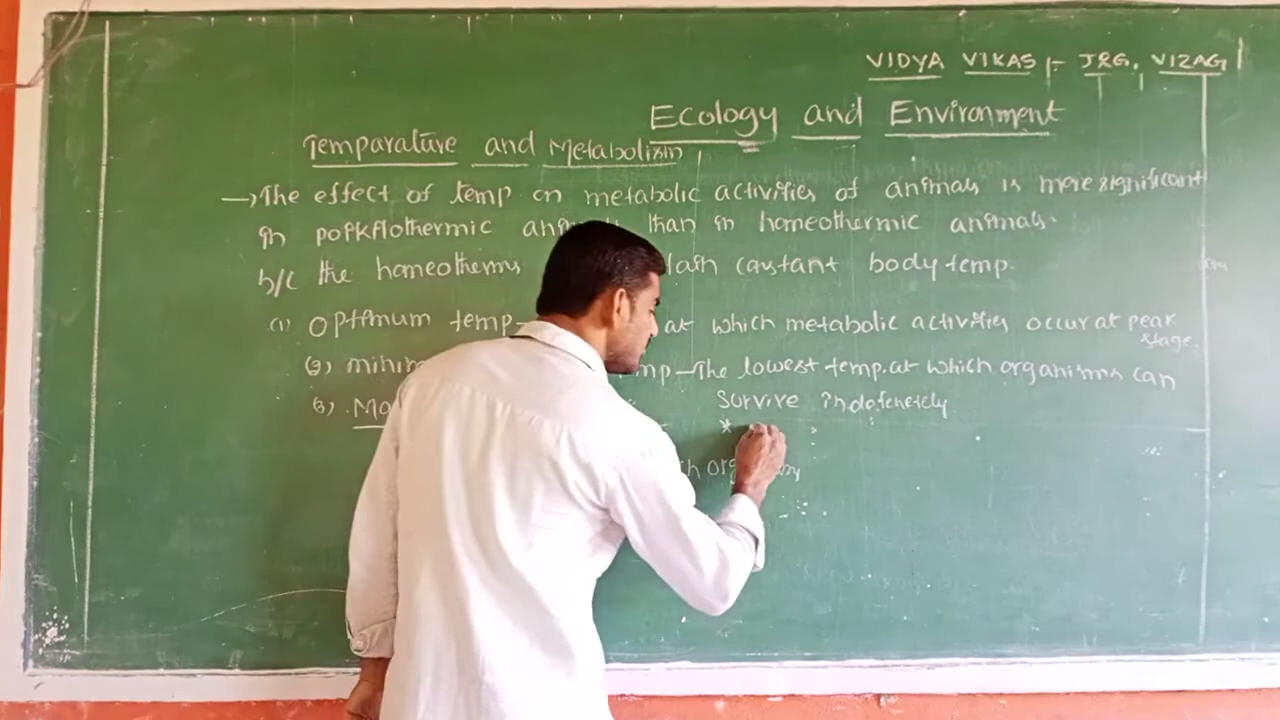 VIDYA VIKAS :- JRG, VIZAG
Ecology and Environment
Temparature and Metabolism
→ The effect of temp on metabolic activities of animals is more significant
in poikilothermic than in homeothermic animals.
b/c the homeotherms constant body temp.
(1) Optimum temp - at which metabolic activities occur at peak
stage.
(2) temp - The lowest temp. at which organisms can
survive indefenetely
(3)
*